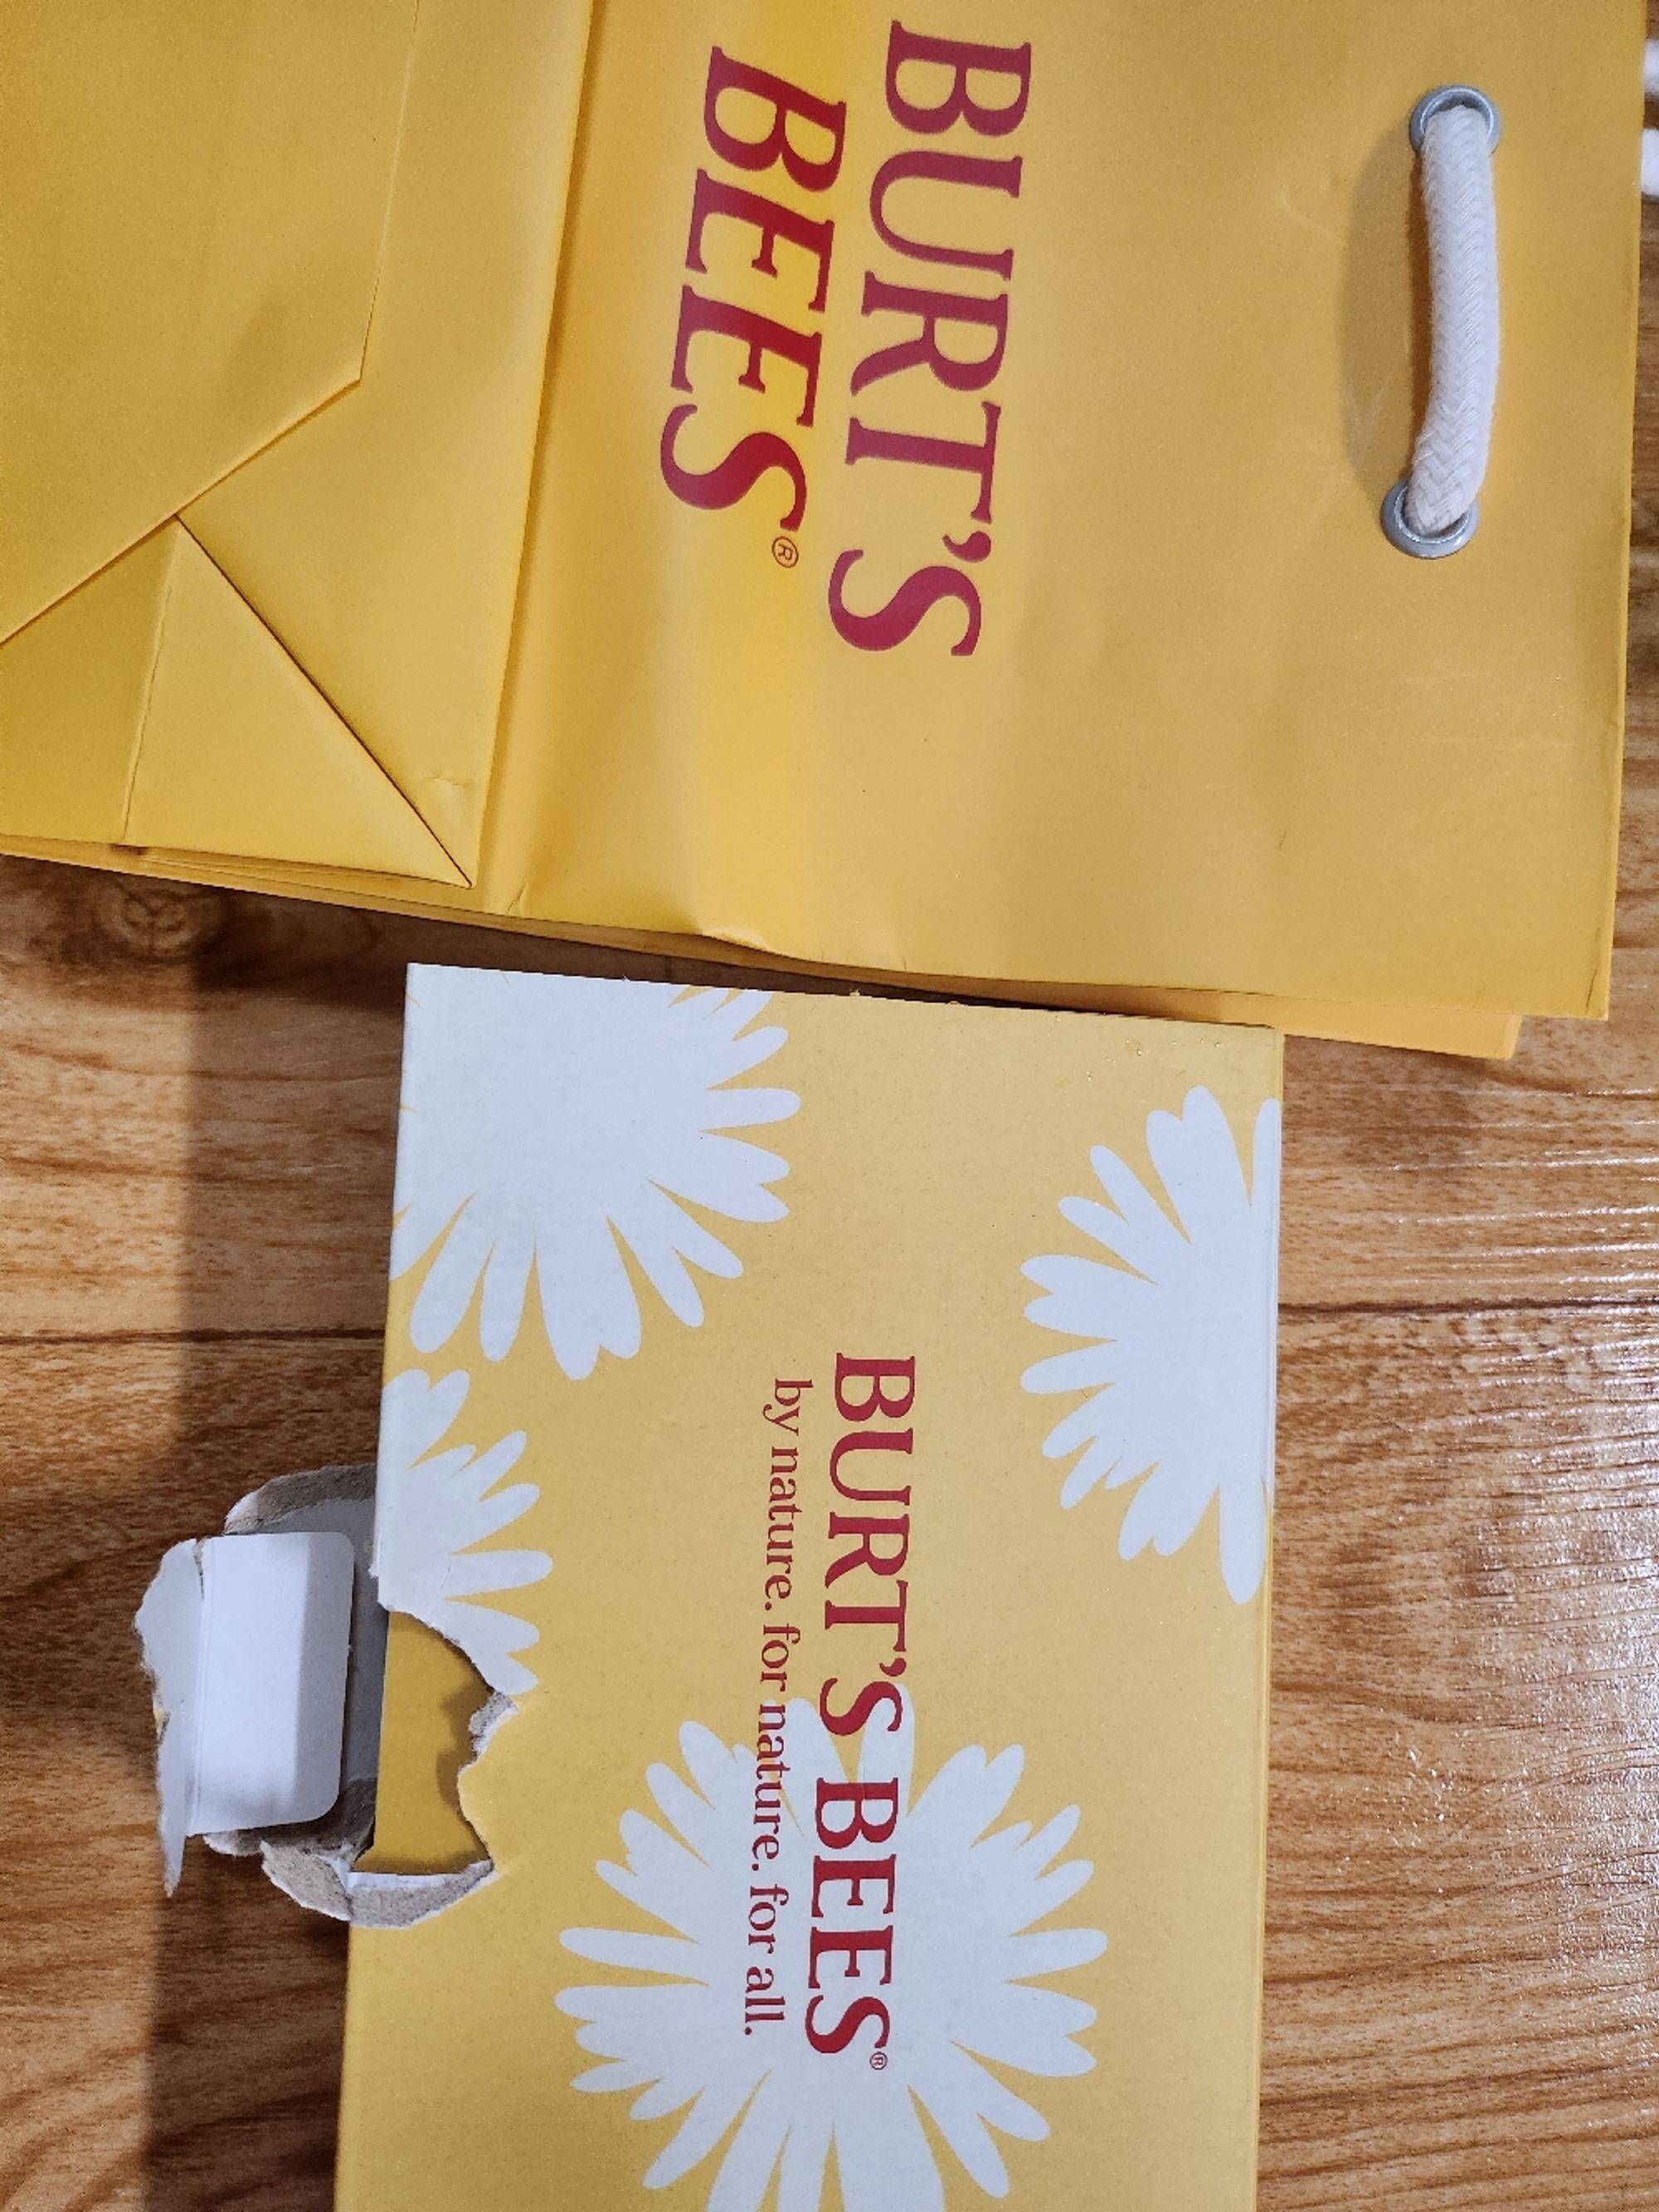 BURT'S
BEES®
BURT'S BEES®
by nature. for nature. for all.